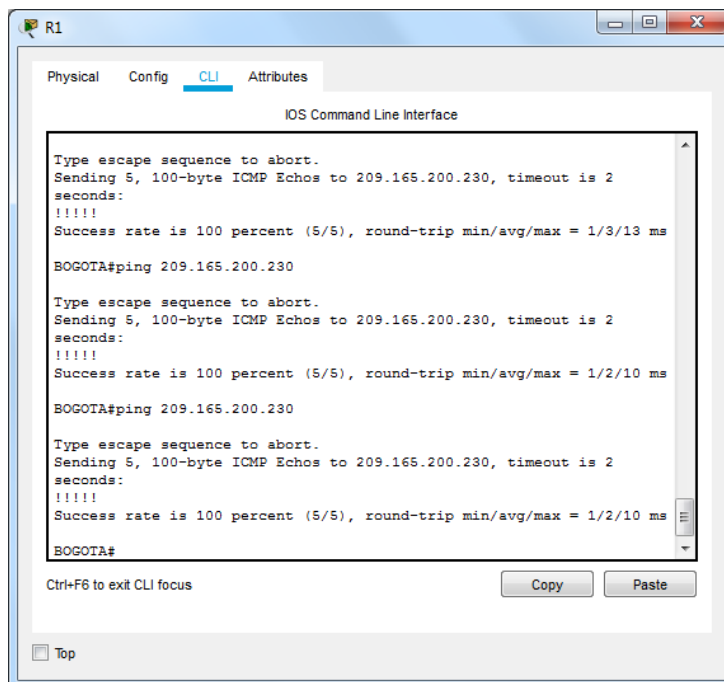 R1
Physical Config CLI Attributes
IOS Command Line Interface
Type escape sequence to abort.
Sending 5, 100-byte ICMP Echos to 209.165.200.230, timeout is 2
seconds:
!!!!!
Success rate is 100 percent (5/5), round-trip min/avg/max = 1/3/13 ms
BOGOTA#ping 209.165.200.230
Type escape sequence to abort.
Sending 5, 100-byte ICMP Echos to 209.165.200.230, timeout is 2
seconds:
!!!!!
Success rate is 100 percent (5/5), round-trip min/avg/max = 1/2/10 ms
BOGOTA#ping 209.165.200.230
Type escape sequence to abort.
Sending 5, 100-byte ICMP Echos to 209.165.200.230, timeout is 2
seconds:
!!!!!
Success rate is 100 percent (5/5), round-trip min/avg/max = 1/2/10 ms
BOGOTA#
Ctrl+F6 to exit CLI focus
Copy Paste
Top